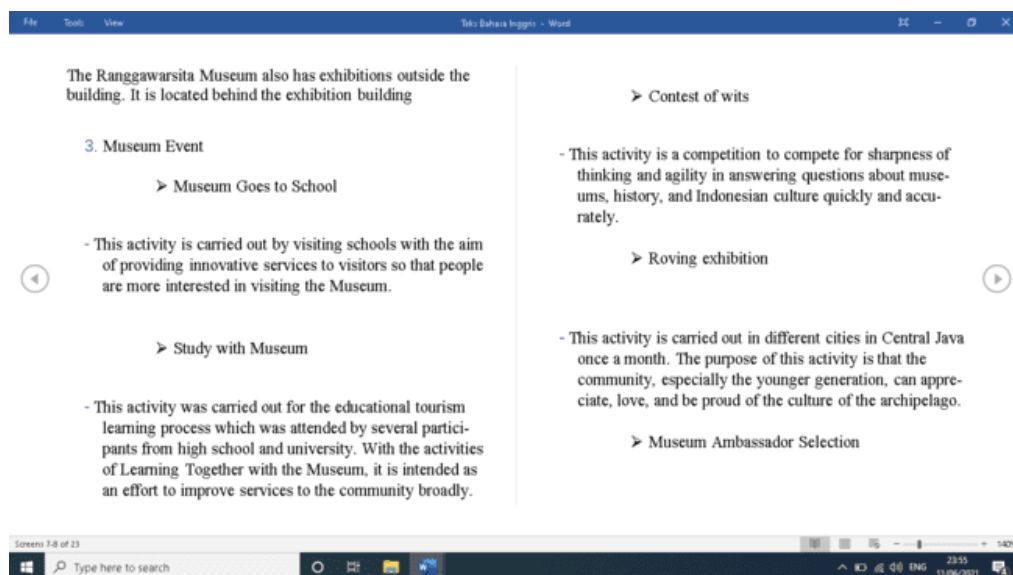 File Tools View Teks Bahasa Inggris - Word
The Ranggawarsita Museum also has exhibitions outside the
building. It is located behind the exhibition building
3. Museum Event
➤ Museum Goes to School
- This activity is carried out by visiting schools with the aim
of providing innovative services to visitors so that people
are more interested in visiting the Museum.
➤ Study with Museum
- This activity was carried out for the educational tourism
learning process which was attended by several partici-
pants from high school and university. With the activities
of Learning Together with the Museum, it is intended as
an effort to improve services to the community broadly.
➤ Contest of wits
- This activity is a competition to compete for sharpness of
thinking and agility in answering questions about muse-
ums, history, and Indonesian culture quickly and accu-
rately.
➤ Roving exhibition
- This activity is carried out in different cities in Central Java
once a month. The purpose of this activity is that the
community, especially the younger generation, can appre-
ciate, love, and be proud of the culture of the archipelago.
➤ Museum Ambassador Selection
Screens 7-8 of 23
140%
Type here to search
ENG
23:55
11/06/2021